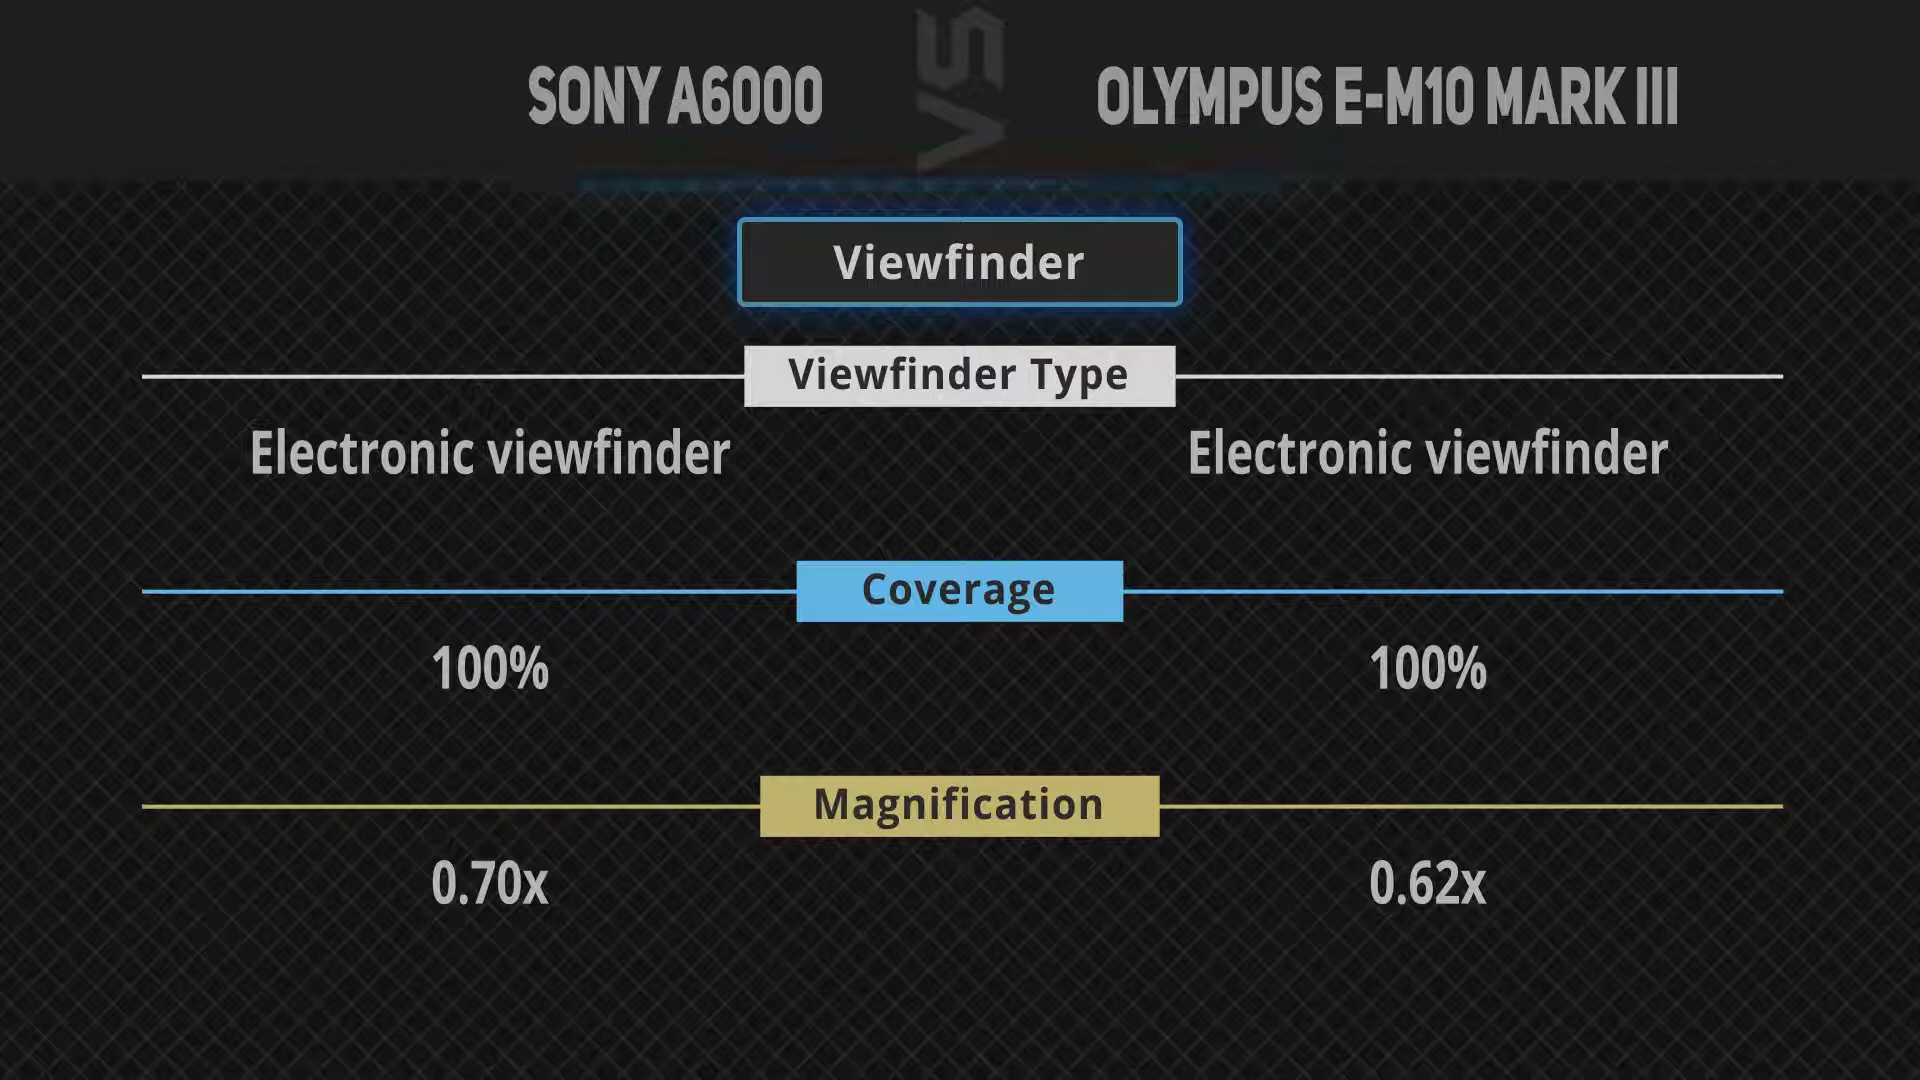 SONY A6000
VS
OLYMPUS E-M10 MARK III
Viewfinder
Viewfinder Type
Electronic viewfinder
Electronic viewfinder
Coverage
100%
100%
Magnification
0.70x
0.62x